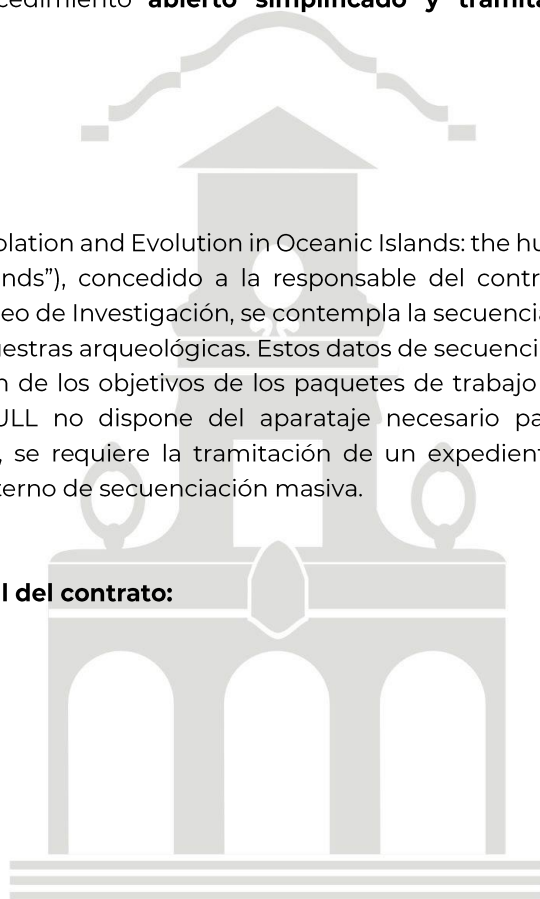 cedimiento abierto simplificado y tramita
olation and Evolution in Oceanic Islands: the hu
nds”), concedido a la responsable del contr
eo de Investigación, se contempla la secuencia
estras arqueológicas. Estos datos de secuenci
n de los objetivos de los paquetes de trabajo
ULL no dispone del aparataje necesario pa
, se requiere la tramitación de un expedient
terno de secuenciación masiva.
l del contrato: